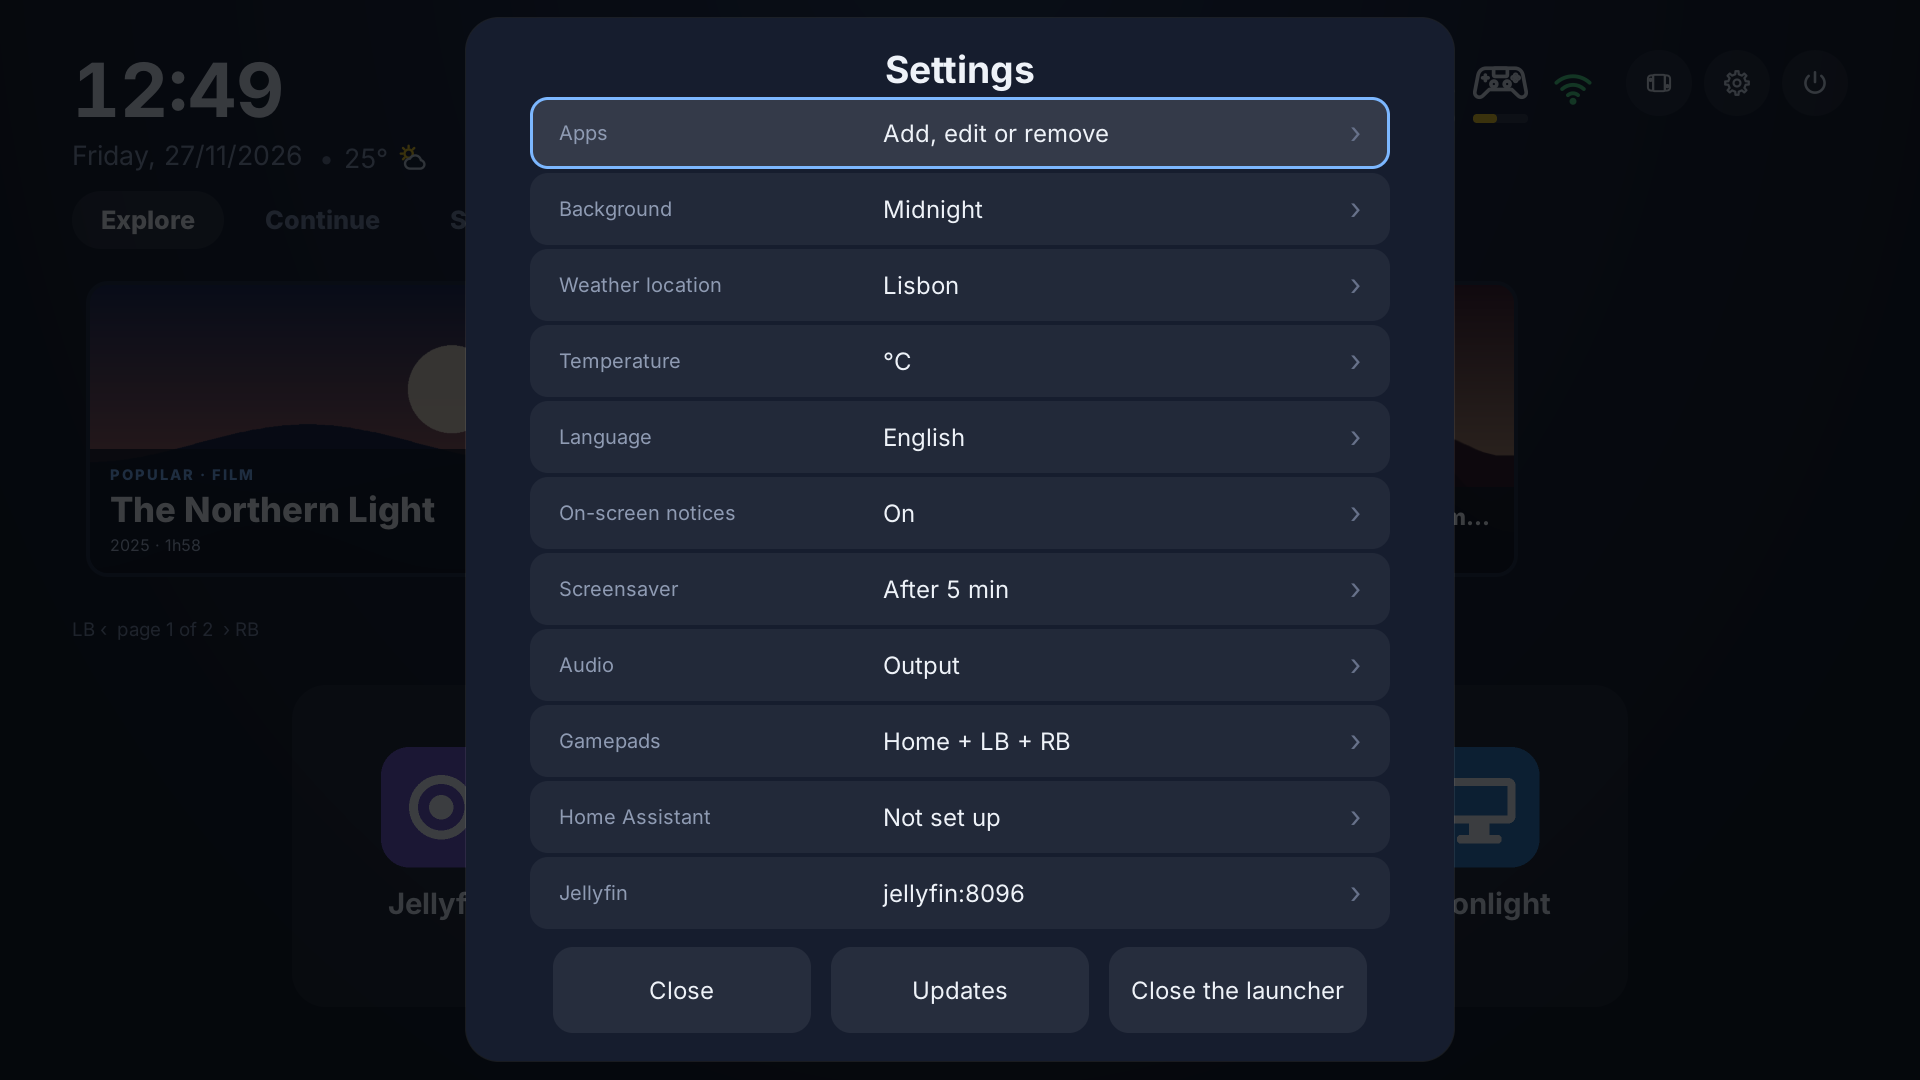 12:49
Friday, 27/11/2026 • 25°
Explore
Continue
S
POPULAR · FILM
The Northern Light
2025 · 1h58
m...
LB ‹ page 1 of 2 › RB
Jellyf
onlight
Settings
Apps Add, edit or remove ›
Background Midnight ›
Weather location Lisbon ›
Temperature °C ›
Language English ›
On-screen notices On ›
Screensaver After 5 min ›
Audio Output ›
Gamepads Home + LB + RB ›
Home Assistant Not set up ›
Jellyfin jellyfin:8096 ›
Close
Updates
Close the launcher